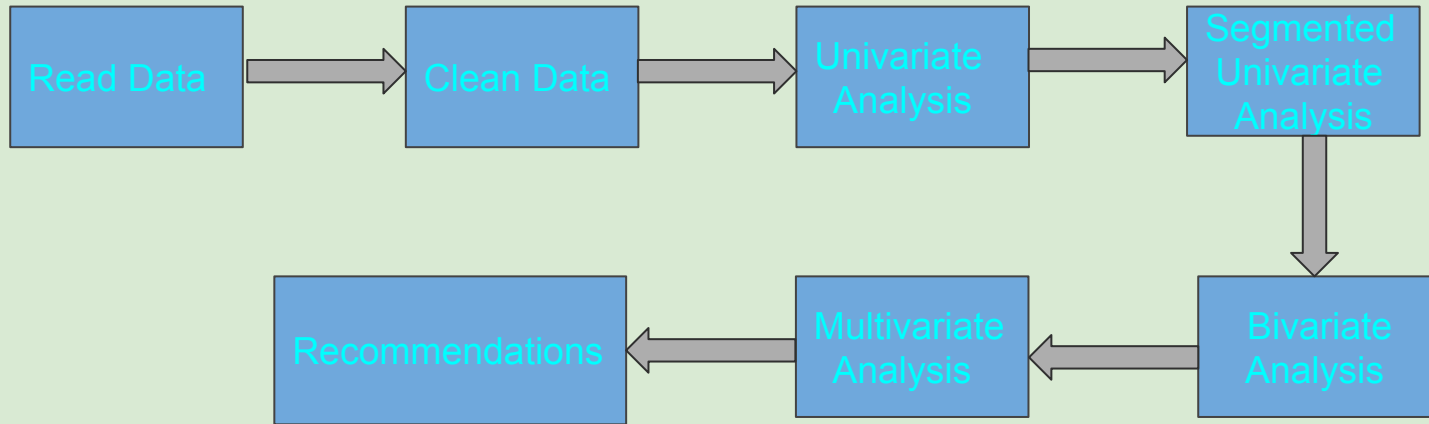 Read Data
Clean Data
Univariate
Analysis
Segmented
Univariate
Analysis
Bivariate
Analysis
Multivariate
Analysis
Recommendations